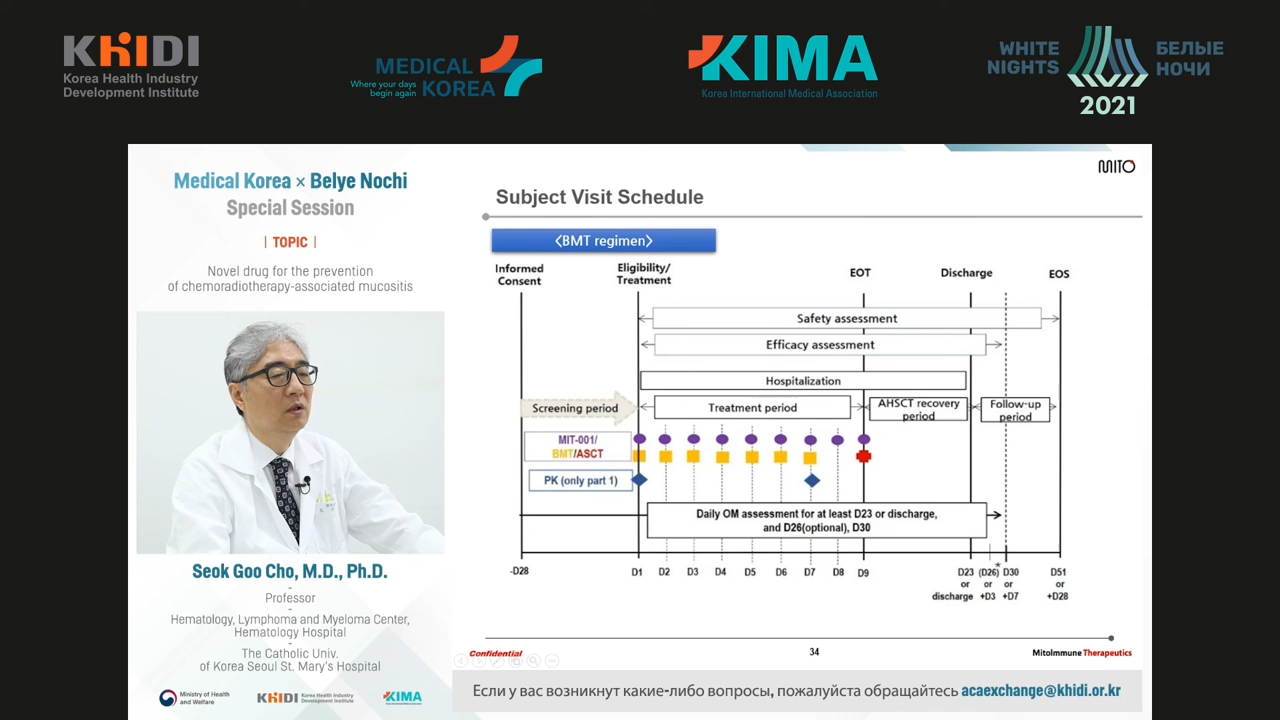 KHIDI
Korea Health Industry
Development Institute
MEDICAL
KOREA
Where your days
begin again
KIMA
Korea International Medical Association
WHITE
NIGHTS
БЕЛЫЕ
НОЧИ
2021
Medical Korea × Belye Nochi
Special Session
| TOPIC |
Novel drug for the prevention
of chemoradiotherapy-associated mucositis
Seok Goo Cho, M.D., Ph.D.
Professor
Hematology, Lymphoma and Myeloma Center,
Hematology Hospital
The Catholic Univ.
of Korea Seoul St. Mary's Hospital
Ministry of Health
and Welfare
KHIDI
Korea Health Industry
Development Institute
KIMA
MITO
Subject Visit Schedule
<BMT regimen>
Informed
Consent
Eligibility/
Treatment
EOT
Discharge
EOS
Safety assessment
Efficacy assessment
Hospitalization
Screening period
Treatment period
AHSCT recovery
period
Follow-up
period
MIT-001/
BMT/ASCT
PK (only part 1)
Daily OM assessment for at least D23 or discharge,
and D26(optional), D30
-D28
D1
D2
D3
D4
D5
D6
D7
D8
D9
D23
or
discharge
(D26)
or
+D3
*
D30
or
+D7
D51
or
+D28
Confidential
34
MitoImmune Therapeutics
Если у вас возникнут какие-либо вопросы, пожалуйста обращайтесь acaexchange@khidi.or.kr